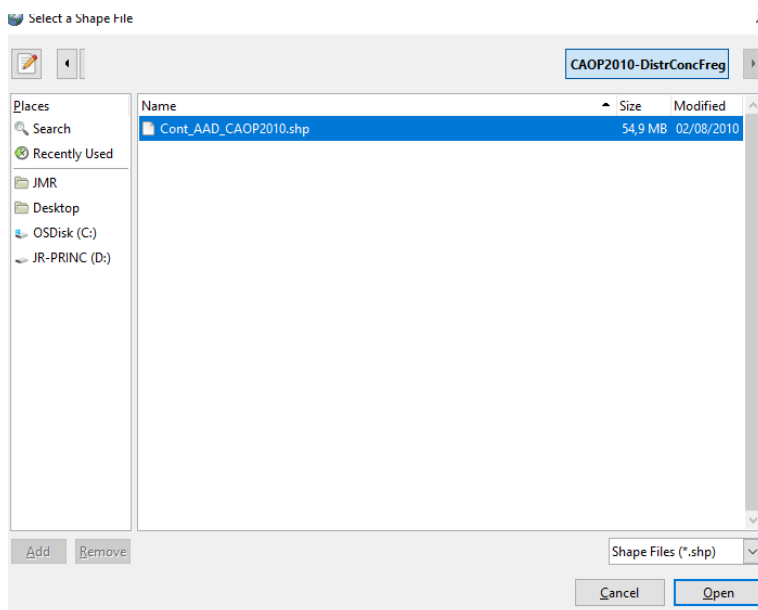 Select a Shape File
CAOP2010-DistrConcFreg
Places
Name Size Modified
Search
Cont_AAD_CAOP2010.shp 54,9 MB 02/08/2010
Recently Used
JMR
Desktop
OSDisk (C:)
JR-PRINC (D:)
Add Remove
Shape Files (*.shp)
Cancel Open